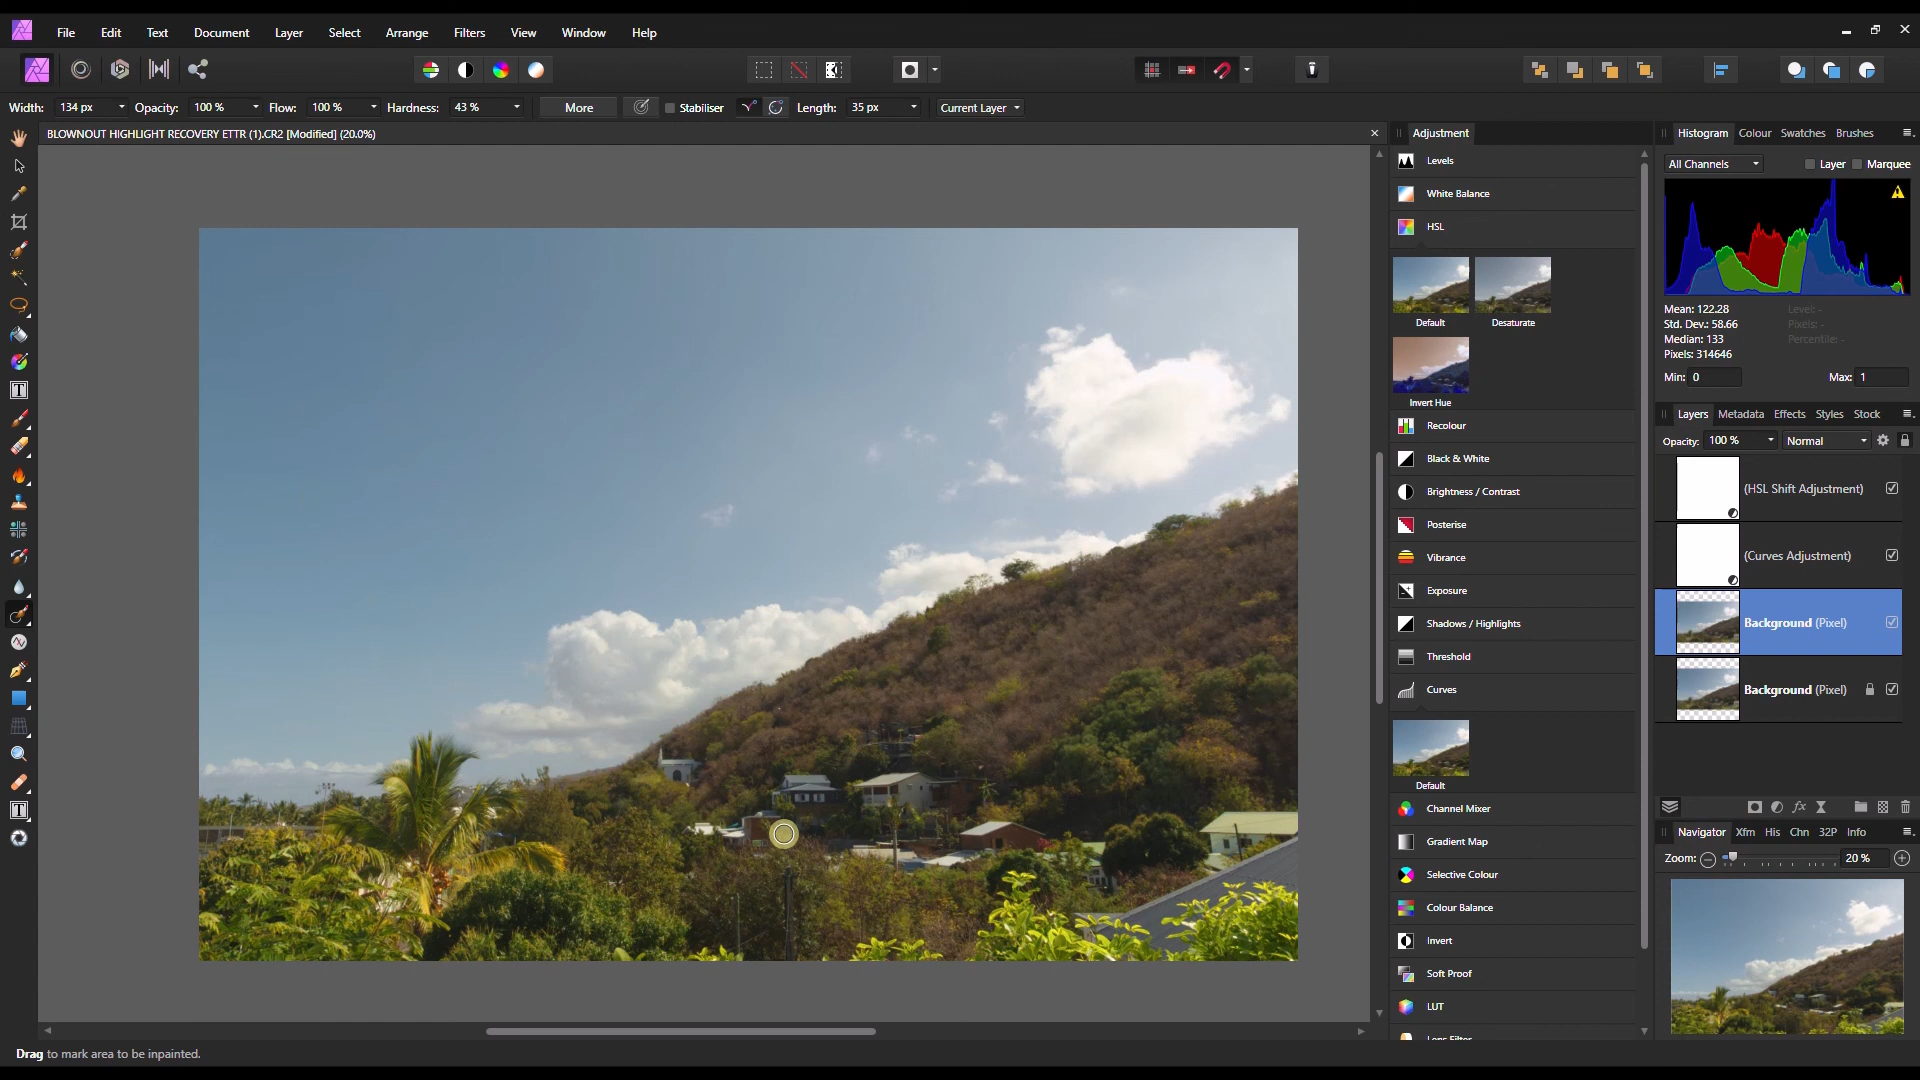 File Edit Text Document Layer Select Arrange Filters View Window Help
Width: 134 px Opacity: 100 % Flow: 100 % Hardness: 43 % More Stabiliser Length: 35 px Current Layer
BLOWNOUT HIGHLIGHT RECOVERY ETTR (1).CR2 [Modified] (20.0%)
Adjustment
Levels
White Balance
HSL
Default Desaturate
Invert Hue
Recolour
Black & White
Brightness / Contrast
Posterise
Vibrance
Exposure
Shadows / Highlights
Threshold
Curves
Default
Channel Mixer
Gradient Map
Selective Colour
Colour Balance
Invert
Soft Proof
LUT
Lens Filter
Histogram Colour Swatches Brushes
All Channels Layer Marquee
Mean: 122.28 Level: -
Std. Dev.: 58.66 Pixels: -
Median: 133 Percentile: -
Pixels: 314646
Min: 0 Max: 1
Layers Metadata Effects Styles Stock
Opacity: 100 % Normal
(HSL Shift Adjustment)
(Curves Adjustment)
Background (Pixel)
Background (Pixel)
Navigator Xfm His Chn 32P Info
Zoom: 20 %
Drag to mark area to be inpainted.